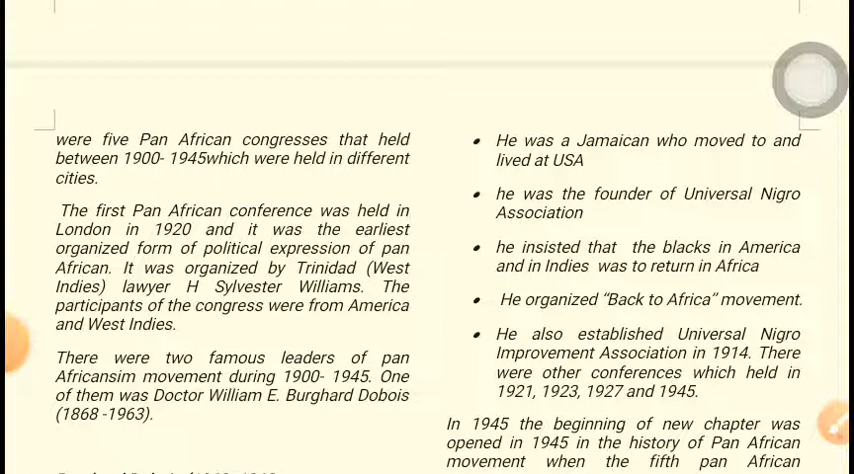 were five Pan African congresses that held
between 1900- 1945which were held in different
cities.
The first Pan African conference was held in
London in 1920 and it was the earliest
organized form of political expression of pan
African. It was organized by Trinidad (West
Indies) lawyer H Sylvester Williams. The
participants of the congress were from America
and West Indies.
There were two famous leaders of pan
Africansim movement during 1900- 1945. One
of them was Doctor William E. Burghard Dobois
(1868 -1963).
• He was a Jamaican who moved to and
lived at USA
• he was the founder of Universal Nigro
Association
• he insisted that the blacks in America
and in Indies was to return in Africa
• He organized “Back to Africa” movement.
• He also established Universal Nigro
Improvement Association in 1914. There
were other conferences which held in
1921, 1923, 1927 and 1945.
In 1945 the beginning of new chapter was
opened in 1945 in the history of Pan African
movement when the fifth pan African